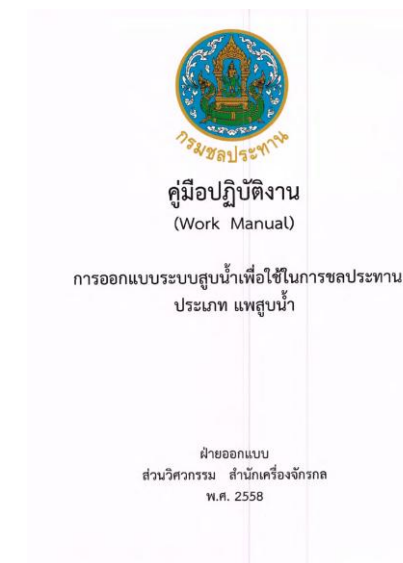 กรมชลประทาน
คู่มือปฏิบัติงาน
(Work Manual)
การออกแบบระบบสูบน้ำเพื่อใช้ในการชลประทาน
ประเภท แพสูบน้ำ
ฝ่ายออกแบบ
ส่วนวิศวกรรม สำนักเครื่องจักรกล
พ.ศ. 2558